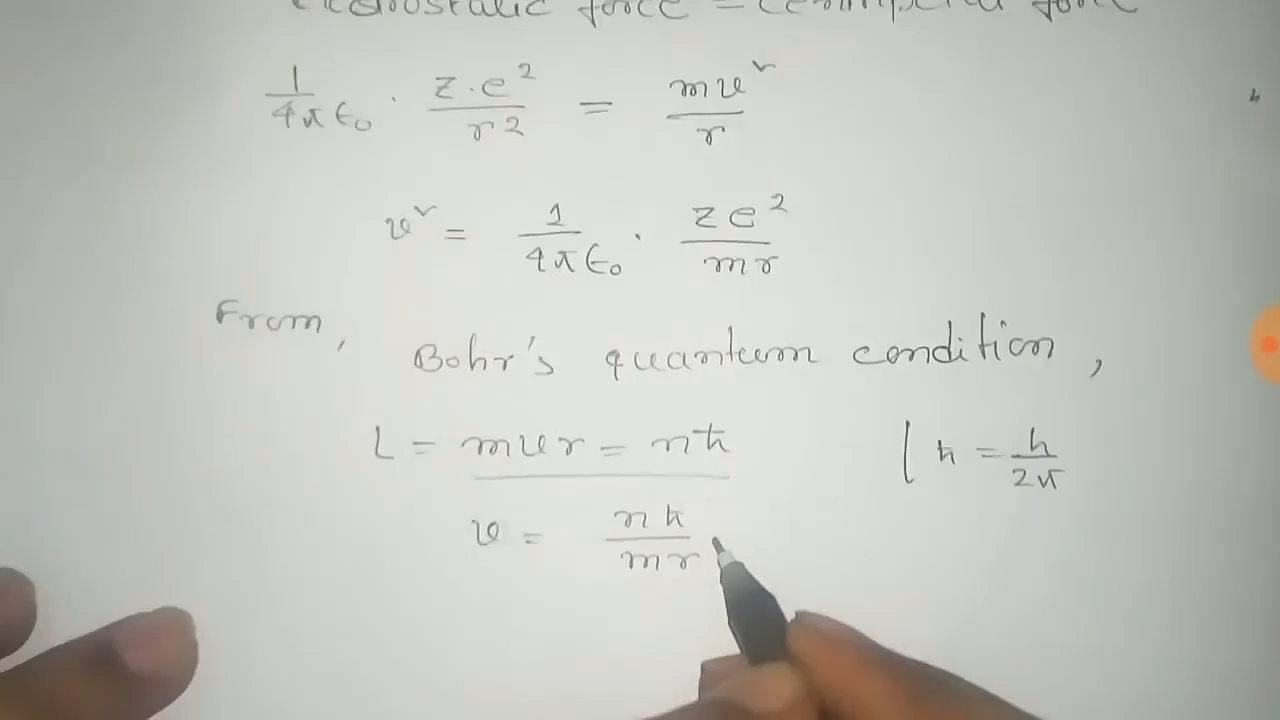 force =
1/4πϵ₀ · z·e²/r² = mv²/r
v² = 1/4πϵ₀ · ze²/mr
From,
Bohr's quantum condition,
L = mvr = nħ ( ħ = h/2π
v = nħ/mr